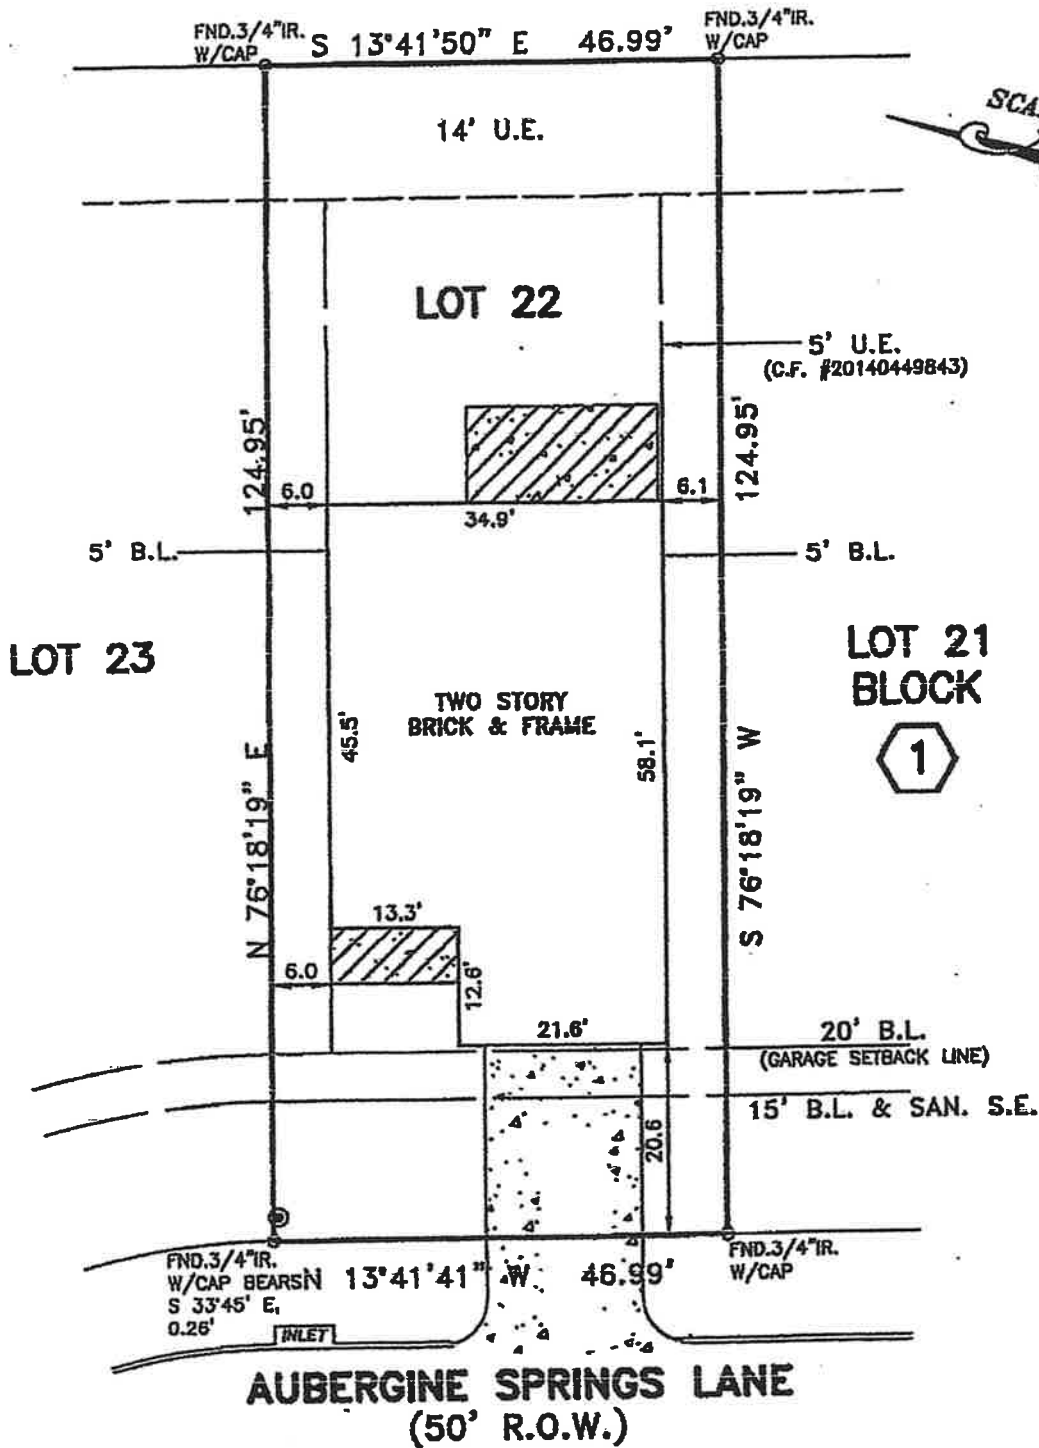 FND.3/4"IR.
W/CAP
S 13°41'50" E 46.99'
FND.3/4"IR.
W/CAP
14' U.E.
LOT 22
5' U.E.
(C.F. #20140449843)
124.95'
124.95'
6.0
34.9'
6.1
5' B.L.
5' B.L.
LOT 23
LOT 21
BLOCK
1
TWO STORY
BRICK & FRAME
45.5'
58.1'
N 76°18'19" E
S 76°18'19" W
13.3'
6.0
12.6'
21.6'
20' B.L.
(GARAGE SETBACK LINE)
15' B.L. & SAN. S.E.
20.6
FND.3/4"IR.
W/CAP BEARS
S 33°45' E,
0.26'
N 13°41'41" W 46.99'
FND.3/4"IR.
W/CAP
INLET
AUBERGINE SPRINGS LANE
(50' R.O.W.)